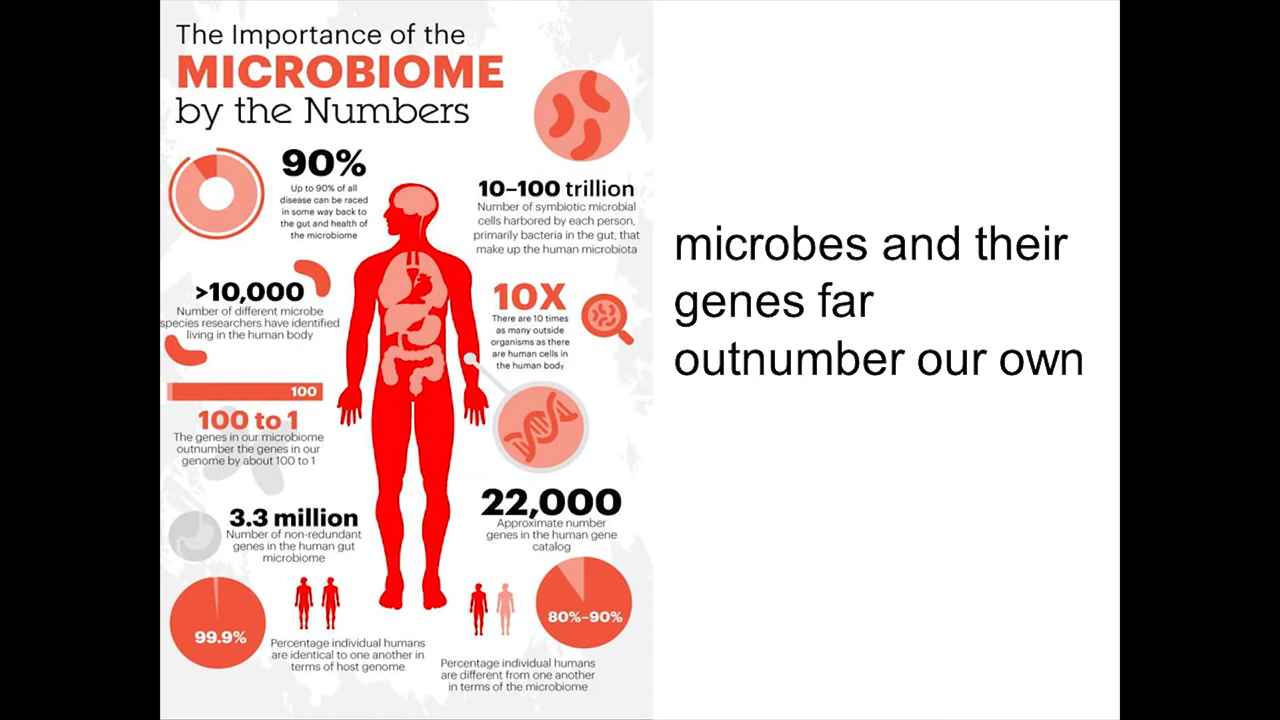 The Importance of the
MICROBIOME
by the Numbers
90%
Up to 90% of all
disease can be raced
in some way back to
the gut and health of
the microbiome
10–100 trillion
Number of symbiotic microbial
cells harbored by each person,
primarily bacteria in the gut, that
make up the human microbiota
>10,000
Number of different microbe
species researchers have identified
living in the human body
10X
There are 10 times
as many outside
organisms as there
are human cells in
the human body
100
100 to 1
The genes in our microbiome
outnumber the genes in our
genome by about 100 to 1
22,000
Approximate number
genes in the human gene
catalog
3.3 million
Number of non-redundant
genes in the human gut
microbiome
99.9%
Percentage individual humans
are identical to one another in
terms of host genome
80%–90%
Percentage individual humans
are different from one another
in terms of the microbiome
microbes and their
genes far
outnumber our own